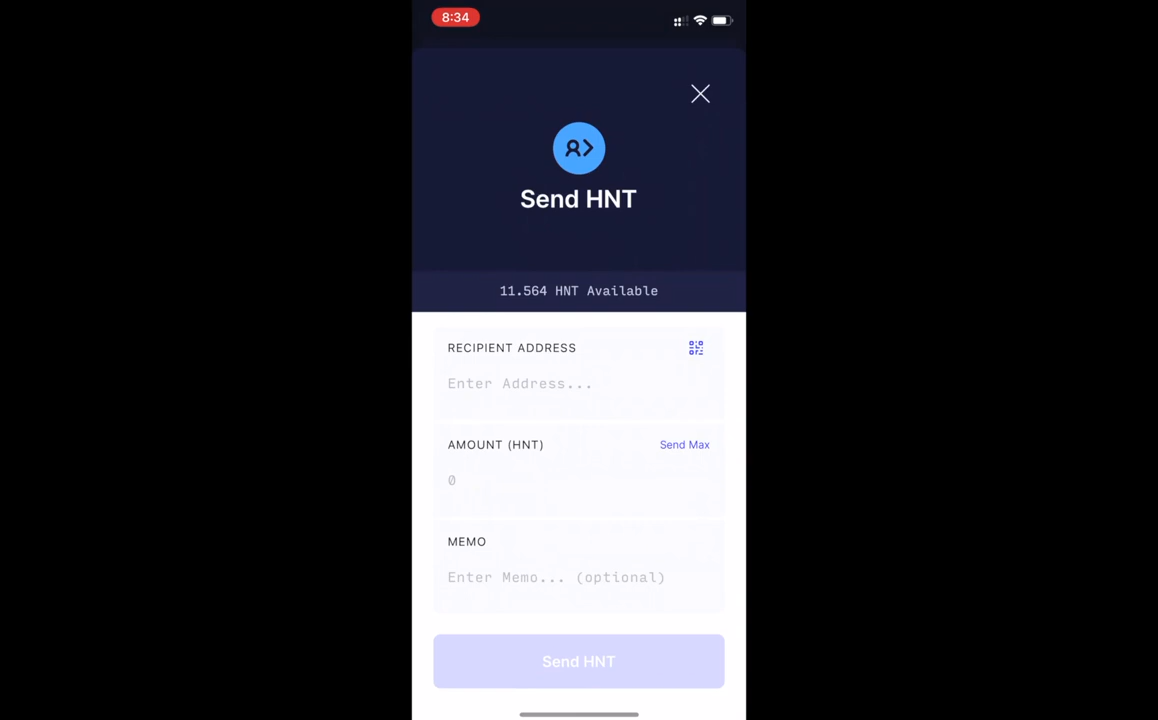 8:34
Send HNT
11.564 HNT Available
RECIPIENT ADDRESS
Enter Address...
AMOUNT (HNT)
Send Max
0
MEMO
Enter Memo... (optional)
Send HNT